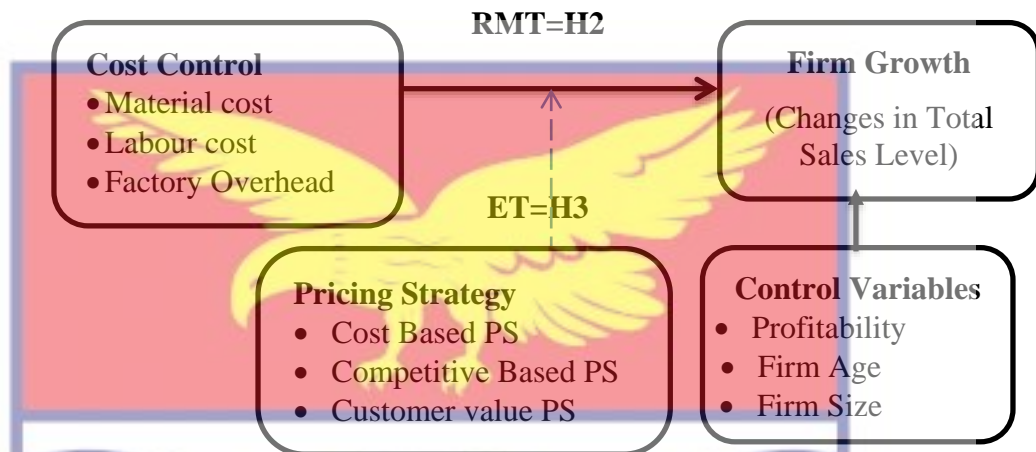 RMT=H2
Cost Control
• Material cost
• Labour cost
• Factory Overhead
Firm Growth
(Changes in Total
Sales Level)
ET=H3
Pricing Strategy
• Cost Based PS
• Competitive Based PS
• Customer value PS
Control Variables
• Profitability
• Firm Age
• Firm Size